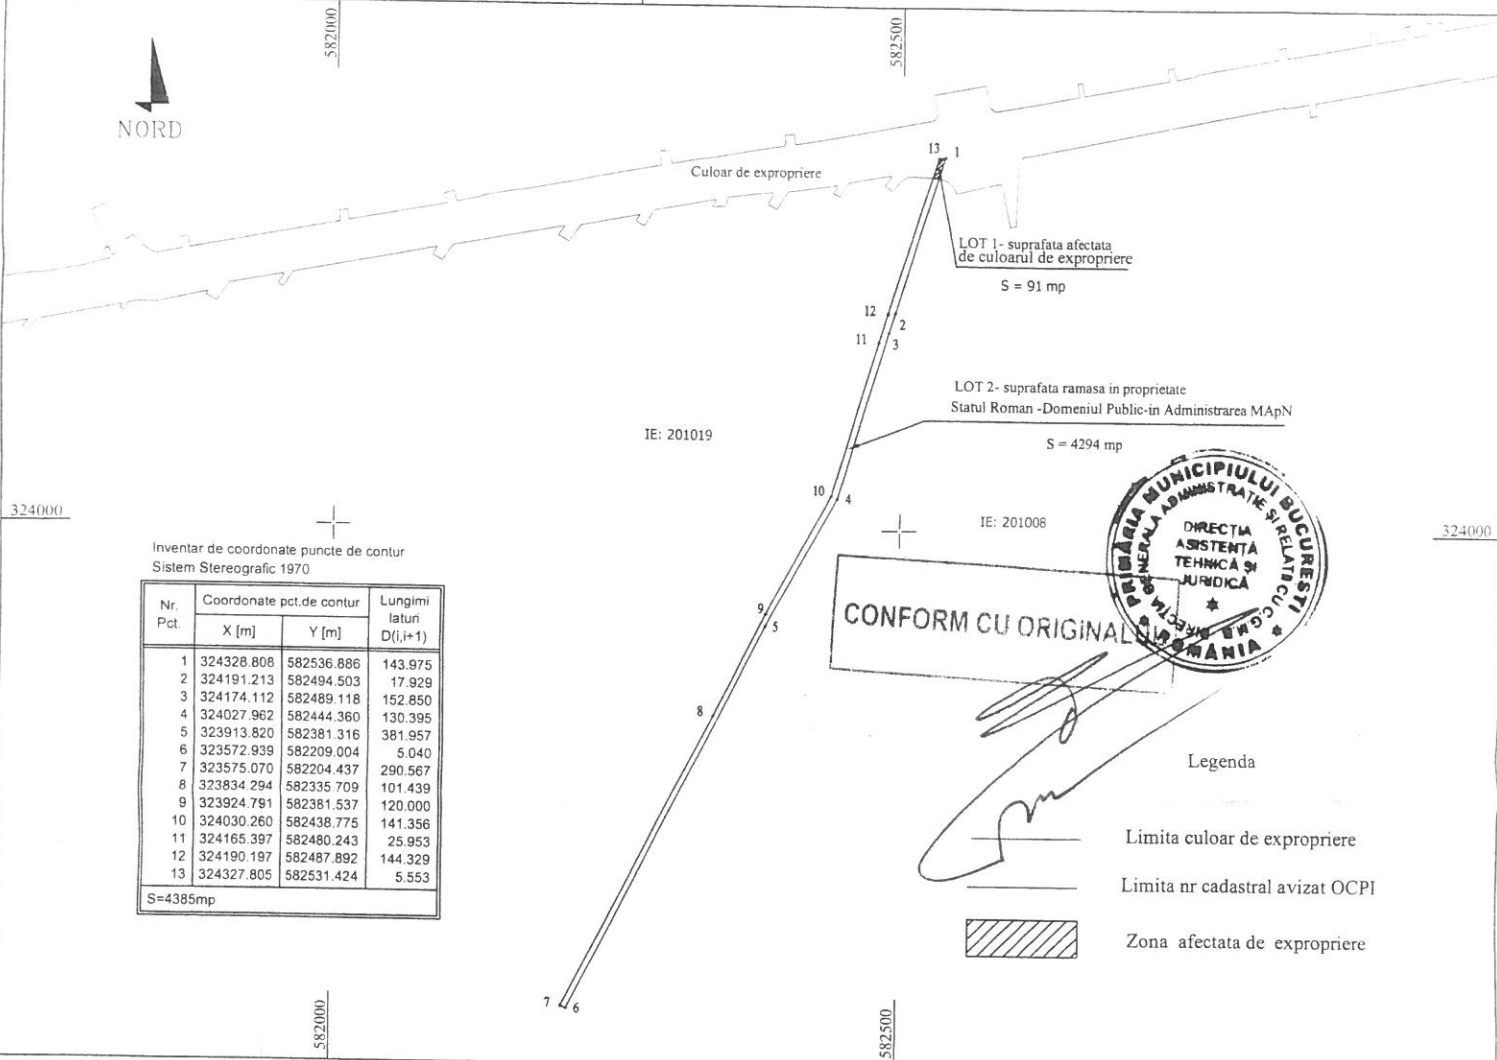 582000
582500
NORD
Culoar de expropriere
13 1
LOT 1- suprafata afectata
de culoarul de expropriere
S = 91 mp
12
2
11
3
LOT 2- suprafata ramasa in proprietate
Statul Roman -Domeniul Public-in Administrarea MApN
S = 4294 mp
IE: 201019
10
4
324000
IE: 201008
324000
PRIMĂRIA MUNICIPIULUI BUCUREȘTI
ROMÂNIA
DIRECȚIA GENERALĂ ADMINISTRAȚIE ȘI RELAȚII CU C.G.M.B.
DIRECȚIA
ASISTENȚĂ
TEHNICĂ ȘI
JURIDICĂ
CONFORM CU ORIGINALUL
Inventar de coordonate puncte de contur
Sistem Stereografic 1970
Nr. Pct. Coordonate pct.de contur Lungimi laturi D(i,i+1)
X [m] Y [m]
1 324328.808 582536.886 143.975
2 324191.213 582494.503 17.929
3 324174.112 582489.118 152.850
4 324027.962 582444.360 130.395
5 323913.820 582381.316 381.957
6 323572.939 582209.004 5.040
7 323575.070 582204.437 290.567
8 323834.294 582335.709 101.439
9 323924.791 582381.537 120.000
10 324030.260 582438.775 141.356
11 324165.397 582480.243 25.953
12 324190.197 582487.892 144.329
13 324327.805 582531.424 5.553
S=4385mp
9
5
8
7 6
Legenda
Limita culoar de expropriere
Limita nr cadastral avizat OCPI
Zona afectata de expropriere
582000
582500